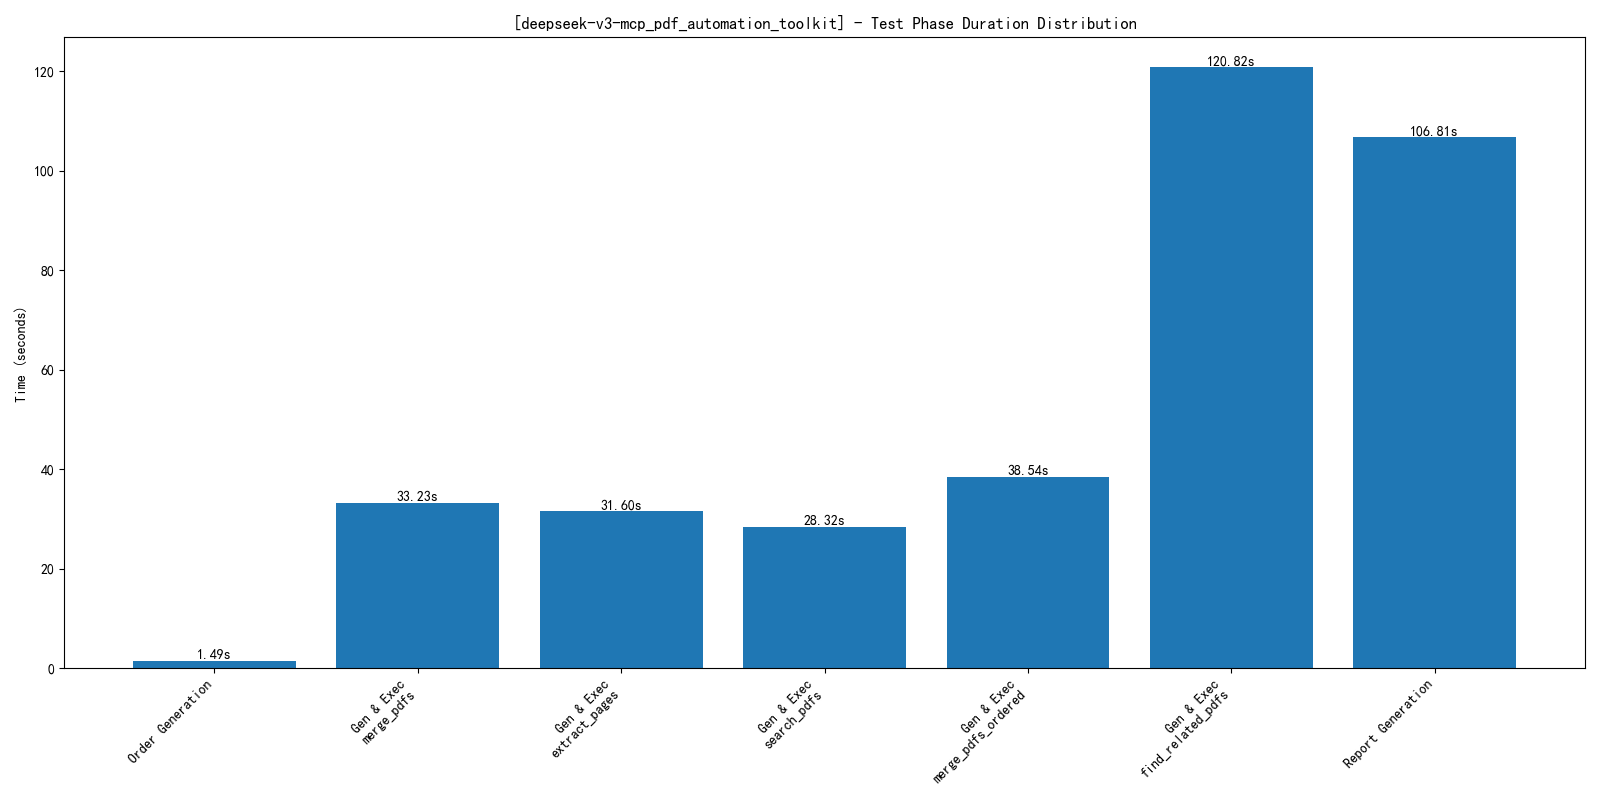 [deepseek-v3-mcp_pdf_automation_toolkit] - Test Phase Duration Distribution
Time (seconds)
120
100
80
60
40
20
0
1.49s
33.23s
31.60s
28.32s
38.54s
120.82s
106.81s
Order Generation
Gen & Exec
merge_pdfs
Gen & Exec
extract_pages
Gen & Exec
search_pdfs
Gen & Exec
merge_pdfs_ordered
Gen & Exec
find_related_pdfs
Report Generation